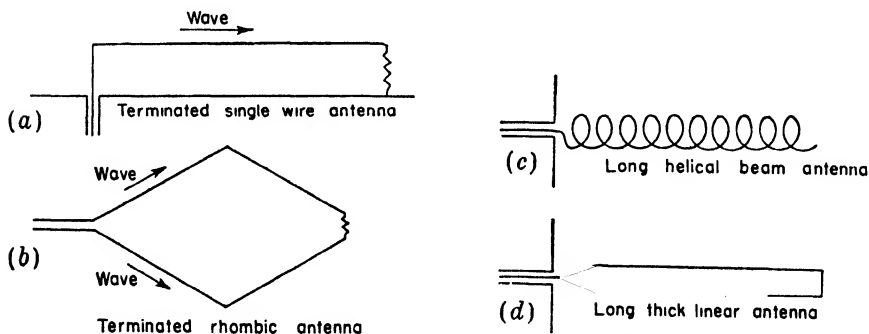 Wave
(a)
Terminated single wire antenna
Wave
(b)
Wave
Terminated rhombic antenna
(c)
Long helical beam antenna
(d)
Long thick linear antenna